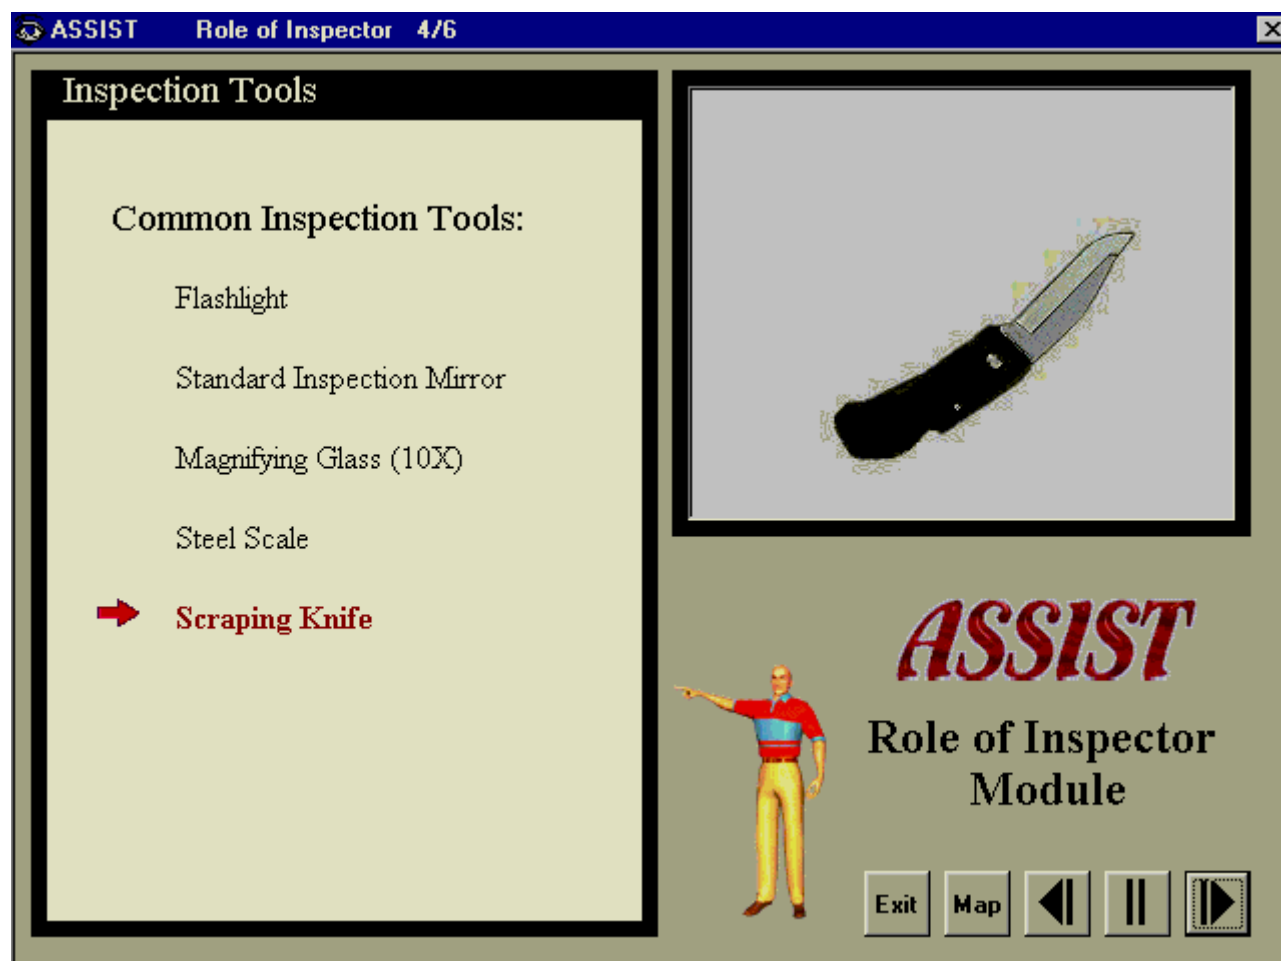 ASSIST Role of Inspector 4/6
Inspection Tools
Common Inspection Tools:
Flashlight
Standard Inspection Mirror
Magnifying Glass (10X)
Steel Scale
Scraping Knife
ASSIST
Role of Inspector
Module
Exit Map